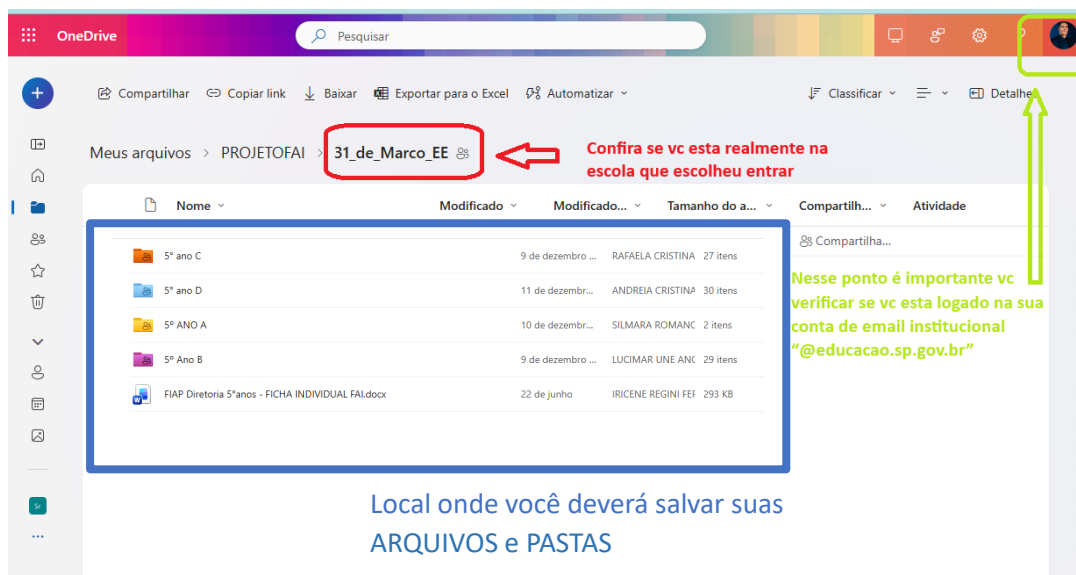 OneDrive
Pesquisar
Compartilhar Copiar link Baixar Exportar para o Excel Automatizar Classificar Detalhes
Meus arquivos > PROJETOFAI > 31_de_Marco_EE
Confira se vc esta realmente na
escola que escolheu entrar
Nome Modificado Modificado... Tamanho do a... Compartilh... Atividade
Compartilha...
5° ano C 9 de dezembro ... RAFAELA CRISTINA 27 itens
5° ano D 11 de dezembr... ANDREIA CRISTINA 30 itens
5º ANO A 10 de dezembr... SILMARA ROMANC 2 itens
5º Ano B 9 de dezembro ... LUCIMAR UNE ANC 29 itens
FIAP Diretoria 5°anos - FICHA INDIVIDUAL FAI.docx 22 de junho IRICENE REGINI FEF 293 KB
Nesse ponto é importante vc
verificar se vc esta logado na sua
conta de email institucional
“@educacao.sp.gov.br”
Local onde você deverá salvar suas
ARQUIVOS e PASTAS